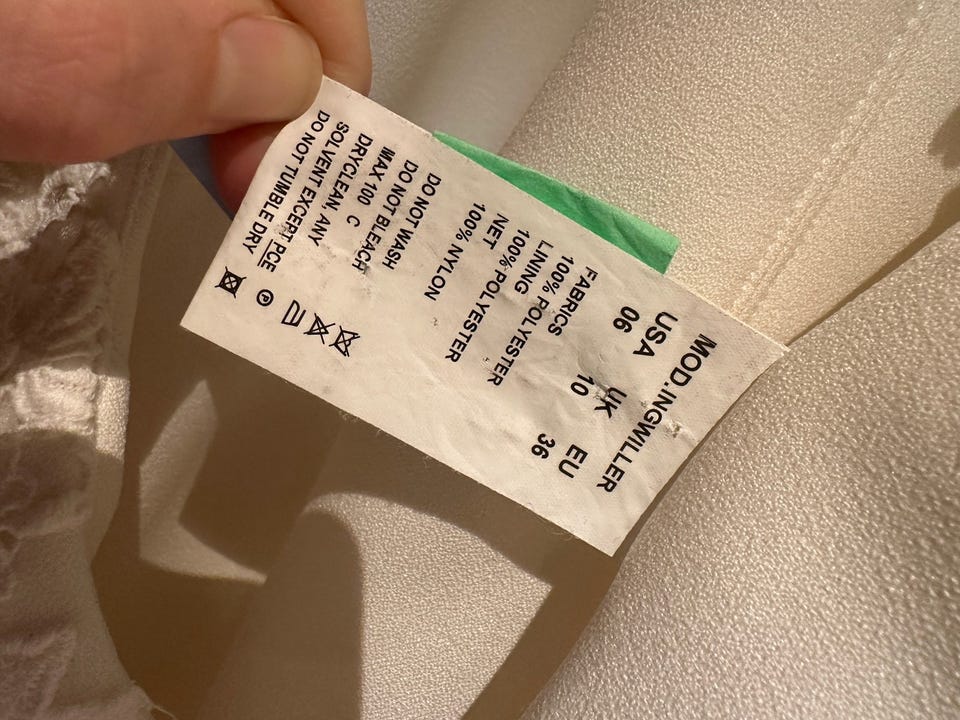 MOD.INGWILLER
USA UK EU
06 10 36
FABRICS
100% POLYESTER
LINING
100% POLYESTER
NET
100% NYLON
DO NOT WASH
DO NOT BLEACH
MAX 100 C
DRYCLEAN, ANY
SOLVENT EXCEPT PCE
DO NOT TUMBLE DRY
P